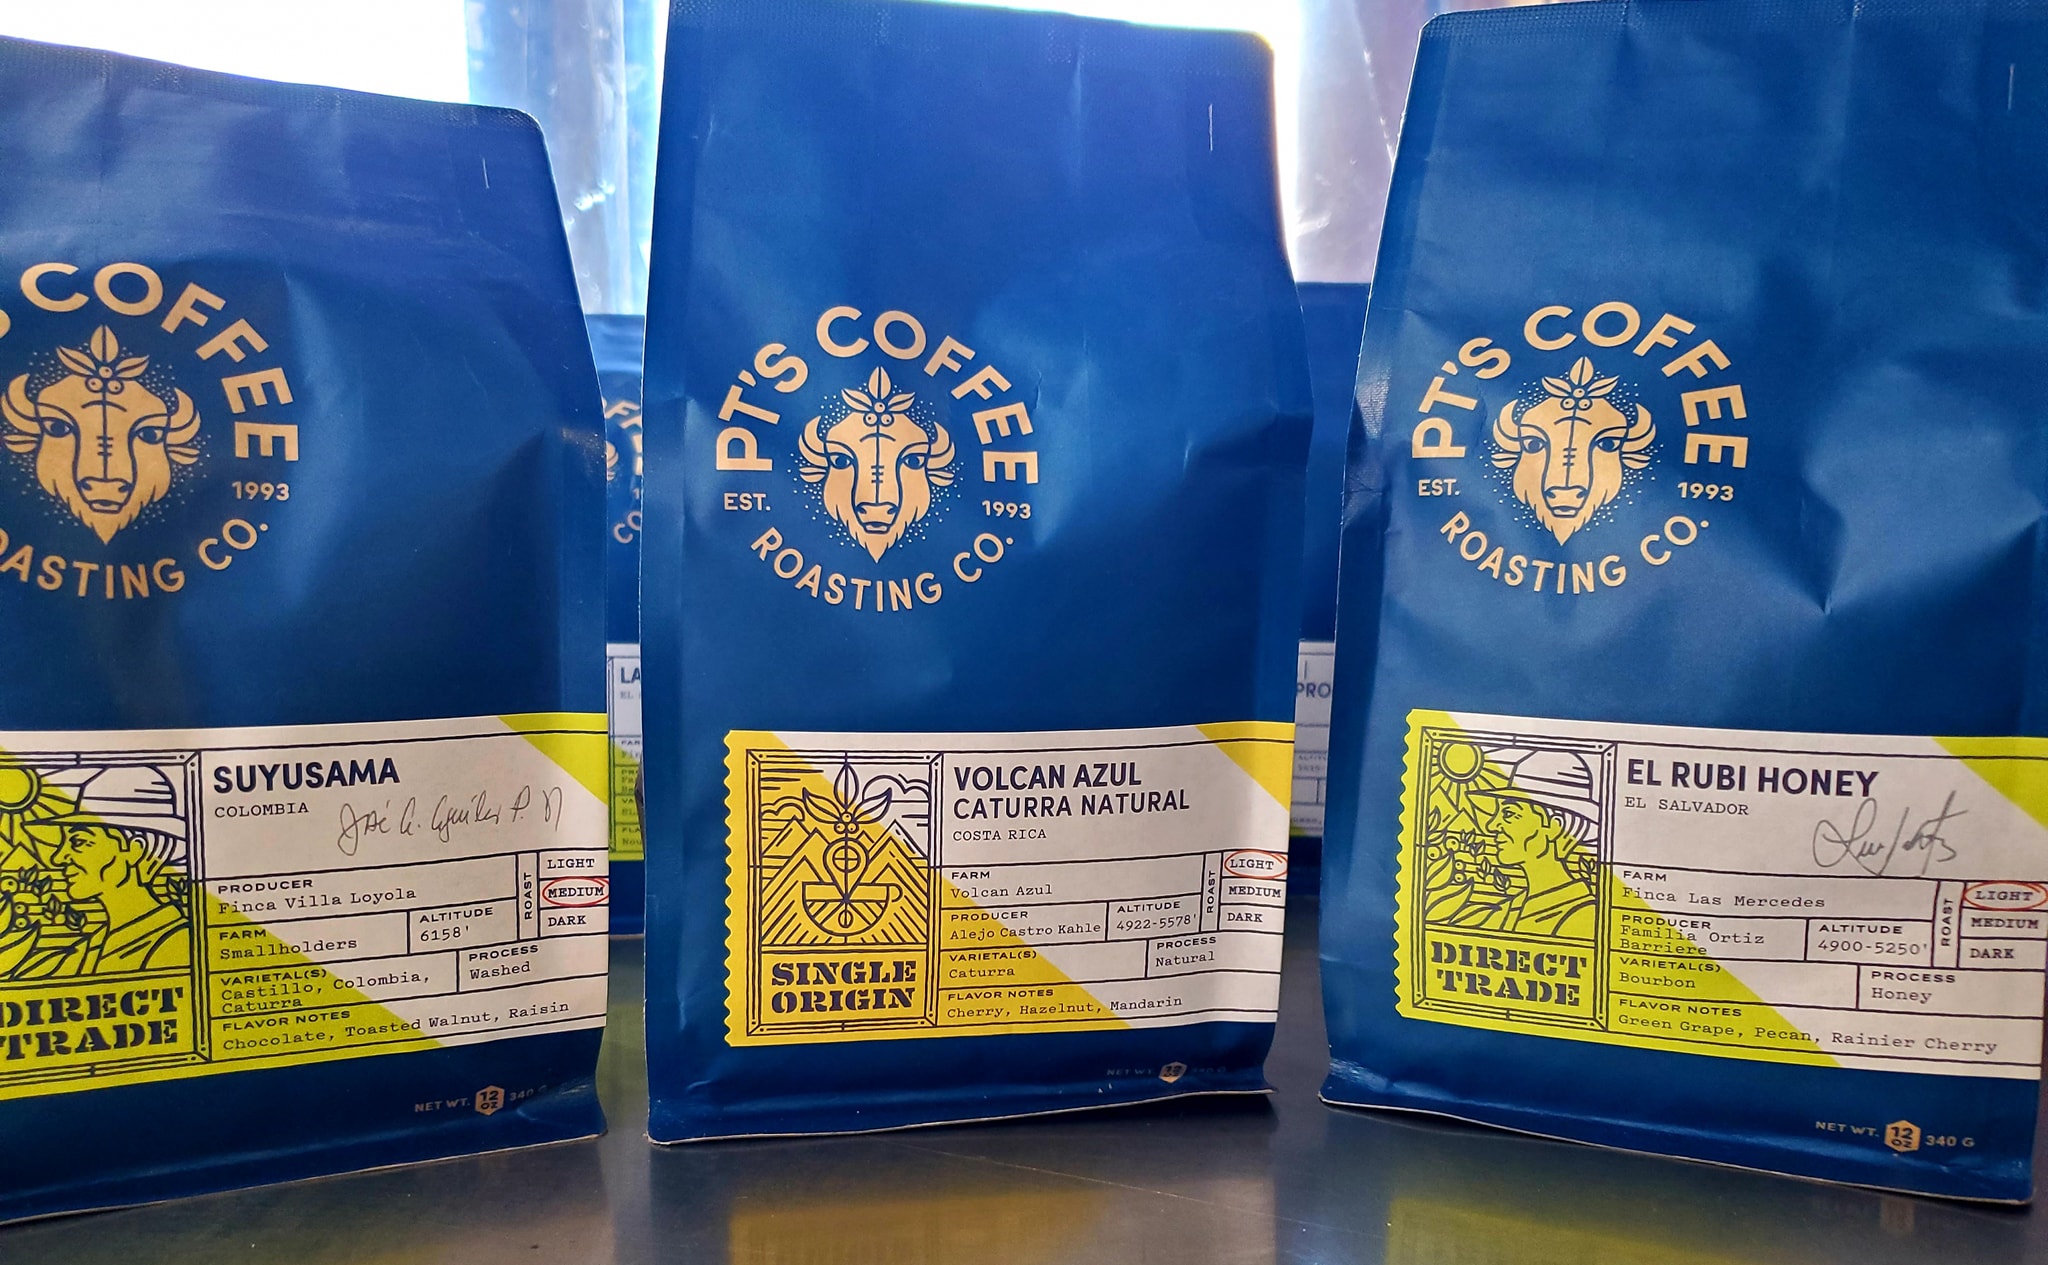 COFFEE
1993
ROASTING CO.
SUYUSAMA
COLOMBIA
PRODUCER
Finca Villa Loyola
FARM
Smallholders
ALTITUDE
6158'
ROAST
LIGHT
MEDIUM
DARK
VARIETAL(S)
Castillo, Colombia,
Caturra
PROCESS
Washed
FLAVOR NOTES
Chocolate, Toasted Walnut, Raisin
DIRECT
TRADE
NET WT. 12 OZ 340 G
PT'S COFFEE
EST. 1993
ROASTING CO.
VOLCAN AZUL
CATURRA NATURAL
COSTA RICA
FARM
Volcan Azul
PRODUCER
Alejo Castro Kahle
ALTITUDE
4922-5578'
ROAST
LIGHT
MEDIUM
DARK
VARIETAL(S)
Caturra
PROCESS
Natural
FLAVOR NOTES
Cherry, Hazelnut, Mandarin
SINGLE
ORIGIN
NET WT. 340 G
PT'S COFFEE
EST. 1993
ROASTING CO.
EL RUBI HONEY
EL SALVADOR
FARM
Finca Las Mercedes
PRODUCER
Familia Ortiz
Barriere
ALTITUDE
4900-5250'
ROAST
LIGHT
MEDIUM
DARK
VARIETAL(S)
Bourbon
PROCESS
Honey
FLAVOR NOTES
Green Grape, Pecan, Rainier Cherry
DIRECT
TRADE
NET WT. 12 OZ 340 G
LA
PRO